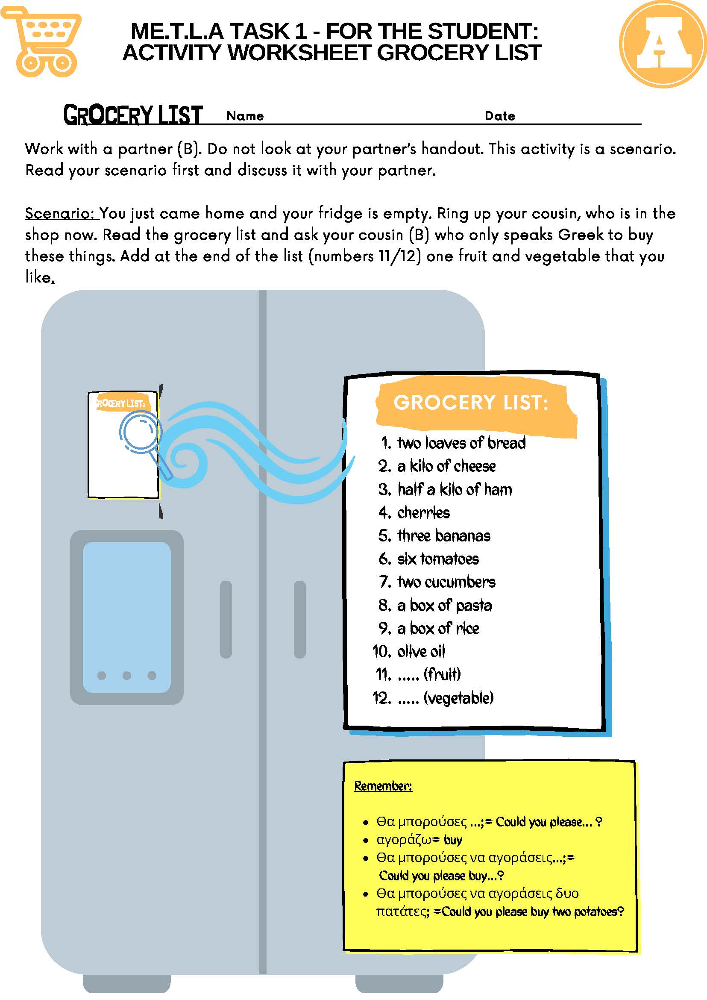 ME.T.L.A TASK 1 - FOR THE STUDENT:
ACTIVITY WORKSHEET GROCERY LIST
A
GROCERY LIST Name Date
Work with a partner (B). Do not look at your partner's handout. This activity is a scenario.
Read your scenario first and discuss it with your partner.
Scenario: You just came home and your fridge is empty. Ring up your cousin, who is in the
shop now. Read the grocery list and ask your cousin (B) who only speaks Greek to buy
these things. Add at the end of the list (numbers 11/12) one fruit and vegetable that you
like.
GROCERY LIST:
GROCERY LIST:
1. two loaves of bread
2. a kilo of cheese
3. half a kilo of ham
4. cherries
5. three bananas
6. six tomatoes
7. two cucumbers
8. a box of pasta
9. a box of rice
10. olive oil
11. ..... (fruit)
12. ..... (vegetable)
Remember:
• Θα μπορούσες ...;= Could you please... ?
• αγοράζω= buy
• Θα μπορούσες να αγοράσεις...;=
Could you please buy...?
• Θα μπορούσες να αγοράσεις δυο
πατάτες; =Could you please buy two potatoes?